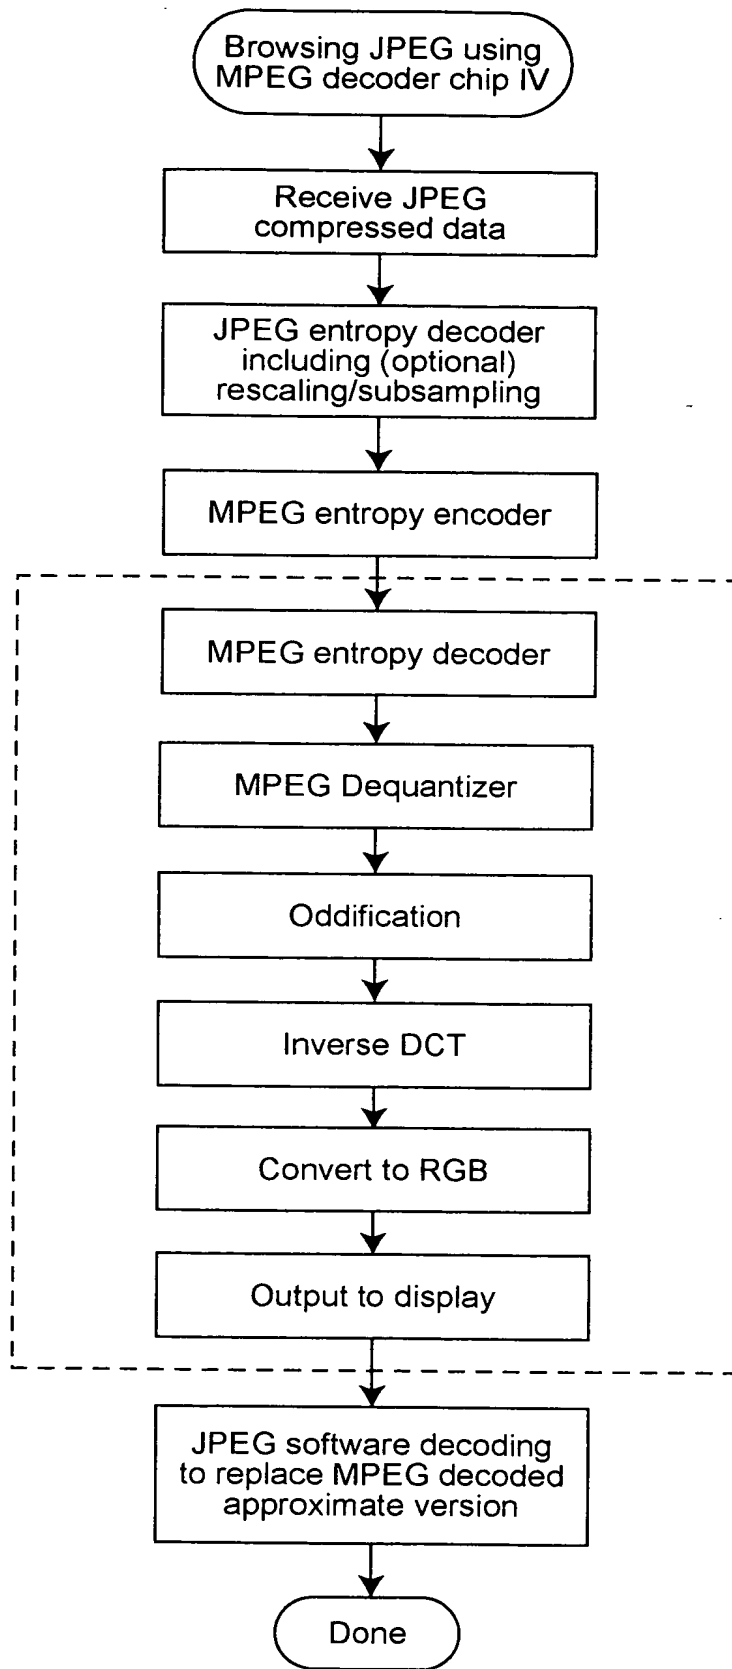 Browsing JPEG using
MPEG decoder chip IV
Receive JPEG
compressed data
JPEG entropy decoder
including (optional)
rescaling/subsampling
MPEG entropy encoder
MPEG entropy decoder
MPEG Dequantizer
Oddification
Inverse DCT
Convert to RGB
Output to display
JPEG software decoding
to replace MPEG decoded
approximate version
Done